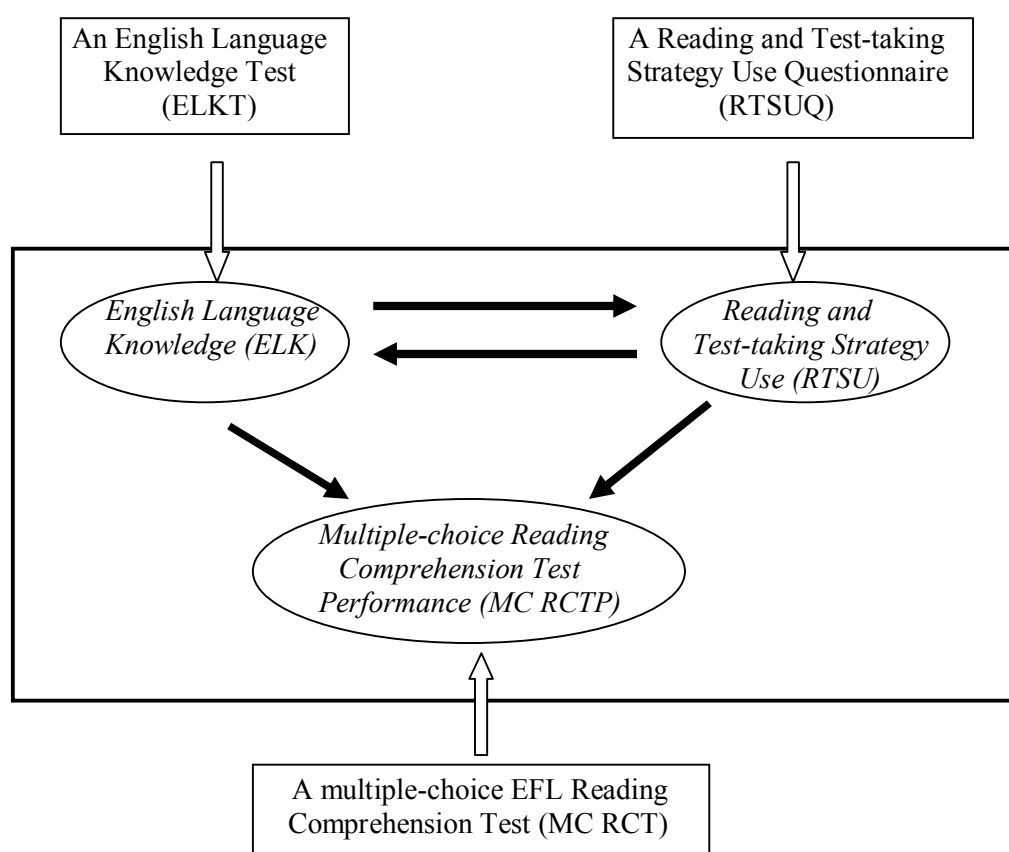 An English Language
Knowledge Test
(ELKT)
A Reading and Test-taking
Strategy Use Questionnaire
(RTSUQ)
English Language
Knowledge (ELK)
Reading and
Test-taking Strategy
Use (RTSU)
Multiple-choice Reading
Comprehension Test
Performance (MC RCTP)
A multiple-choice EFL Reading
Comprehension Test (MC RCT)